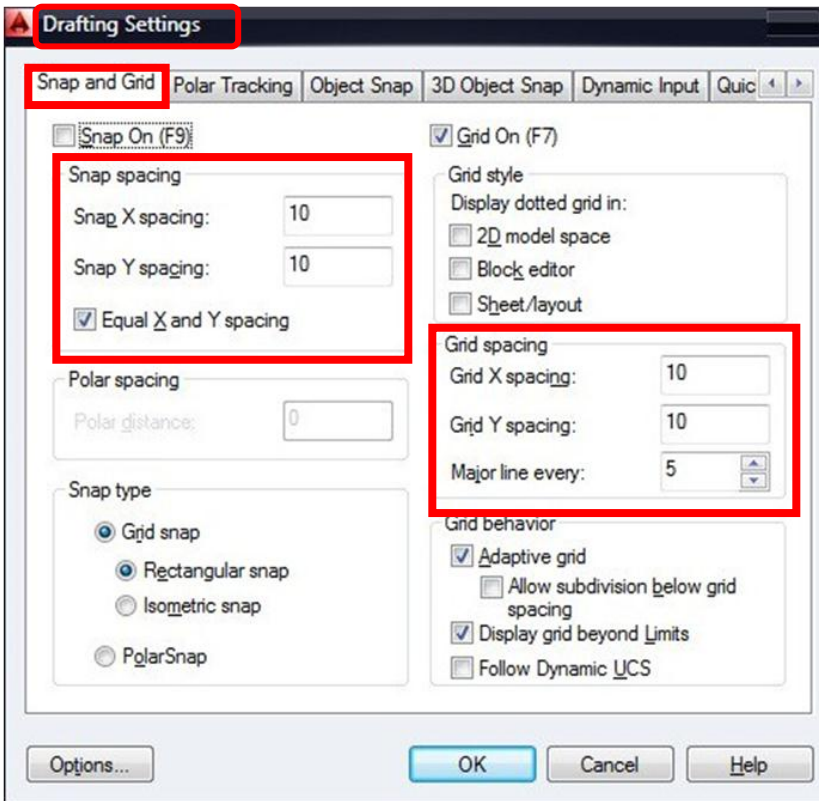 Drafting Settings
Snap and Grid Polar Tracking Object Snap 3D Object Snap Dynamic Input Quic
Snap On (F9)
Snap spacing
Snap X spacing: 10
Snap Y spacing: 10
Equal X and Y spacing
Polar spacing
Polar distance: 0
Snap type
Grid snap
Rectangular snap
Isometric snap
PolarSnap
Grid On (F7)
Grid style
Display dotted grid in:
2D model space
Block editor
Sheet/layout
Grid spacing
Grid X spacing: 10
Grid Y spacing: 10
Major line every: 5
Grid behavior
Adaptive grid
Allow subdivision below grid
spacing
Display grid beyond Limits
Follow Dynamic UCS
Options... OK Cancel Help